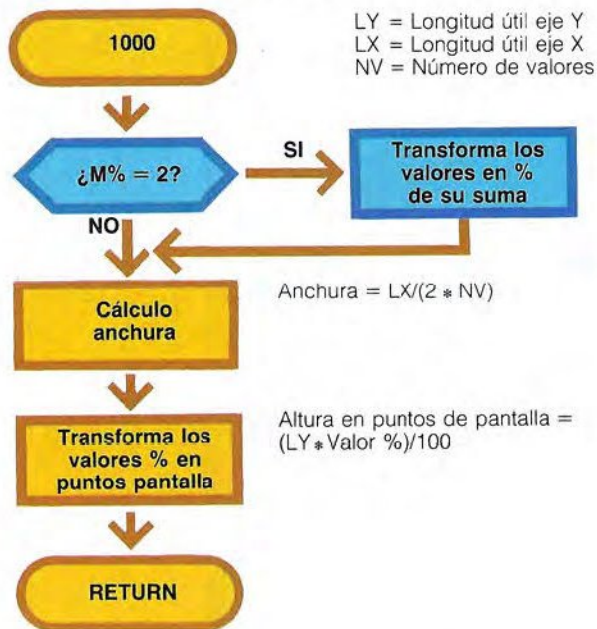 1000
LY = Longitud útil eje Y
LX = Longitud útil eje X
NV = Número de valores
¿M% = 2?
SI
Transforma los
valores en %
de su suma
NO
Cálculo
anchura
Anchura = LX/(2 * NV)
Transforma los
valores % en
puntos pantalla
Altura en puntos de pantalla =
(LY * Valor %)/100
RETURN